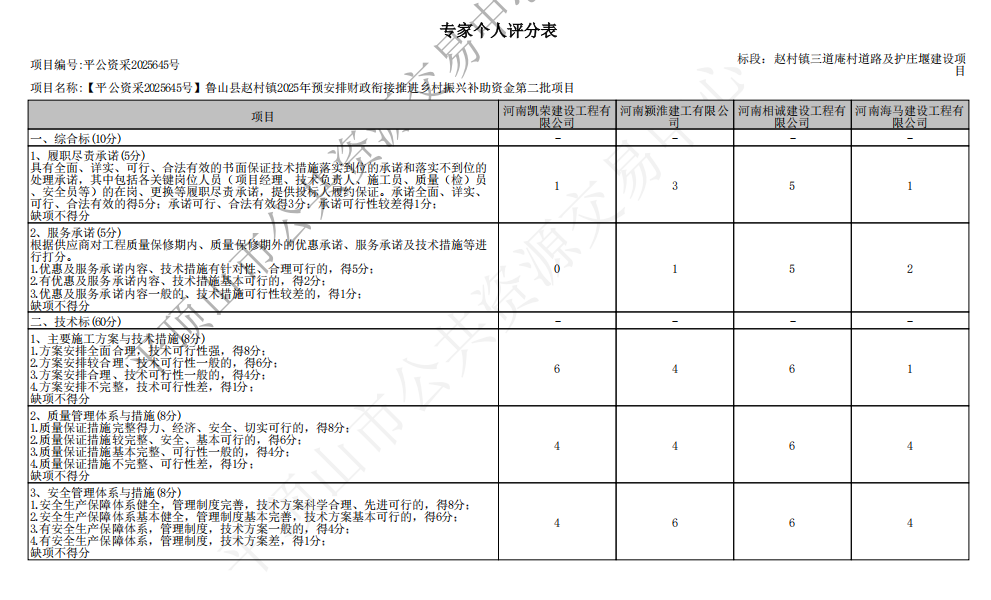 专家个人评分表
项目编号:平公资采2025645号
标段：赵村镇三道庵村道路及护庄堰建设项
目
项目名称:【平公资采2025645号】鲁山县赵村镇2025年预安排财政衔接推进乡村振兴补助资金第二批项目
项目
河南凯荣建设工程有
限公司
河南颍淮建工有限公
司
河南相诚建设工程有
限公司
河南海马建设工程有
限公司
一、综合标(10分)
－ － － －
1、履职尽责承诺(5分)
具有全面、详实、可行、合法有效的书面保证技术措施落实到位的承诺和落实不到位的
处理承诺，其中包括各关键岗位人员（项目经理、技术负责人、施工员、质量（检）员
、安全员等）的在岗、更换等履职尽责承诺，提供投标人履约保证。承诺全面、详实、
可行、合法有效的得5分；承诺可行、合法有效得3分；承诺可行性较差得1分；
缺项不得分
1 3 5 1
2、服务承诺(5分)
根据供应商对工程质量保修期内、质量保修期外的优惠承诺、服务承诺及技术措施等进
行打分。
1.优惠及服务承诺内容、技术措施有针对性、合理可行的，得5分；
2.有优惠及服务承诺内容、技术措施基本可行的，得2分；
3.优惠及服务承诺内容一般的、技术措施可行性较差的，得1分；
缺项不得分
0 1 5 2
二、技术标(60分)
－ － － －
1、主要施工方案与技术措施(8分)
1.方案安排全面合理、技术可行性强，得8分；
2.方案安排较合理、技术可行性一般的，得6分；
3.方案安排合理、技术可行性一般的，得4分；
4.方案安排不完整，技术可行性差，得1分；
缺项不得分
6 4 6 1
2、质量管理体系与措施(8分)
1.质量保证措施完整得力、经济、安全、切实可行的，得8分；
2.质量保证措施较完整、安全、基本可行的，得6分；
3.质量保证措施基本完整、可行性一般的，得4分；
4.质量保证措施不完整、可行性差，得1分；
缺项不得分
4 4 6 4
3、安全管理体系与措施(8分)
1.安全生产保障体系健全，管理制度完善，技术方案科学合理、先进可行的，得8分；
2.安全生产保障体系基本健全，管理制度基本完善，技术方案基本可行的，得6分；
3.有安全生产保障体系，管理制度，技术方案一般的，得4分；
4.有安全生产保障体系，管理制度，技术方案差，得1分；
缺项不得分
4 6 6 4
平顶山市公共资源交易中心
平顶山市公共资源交易中心